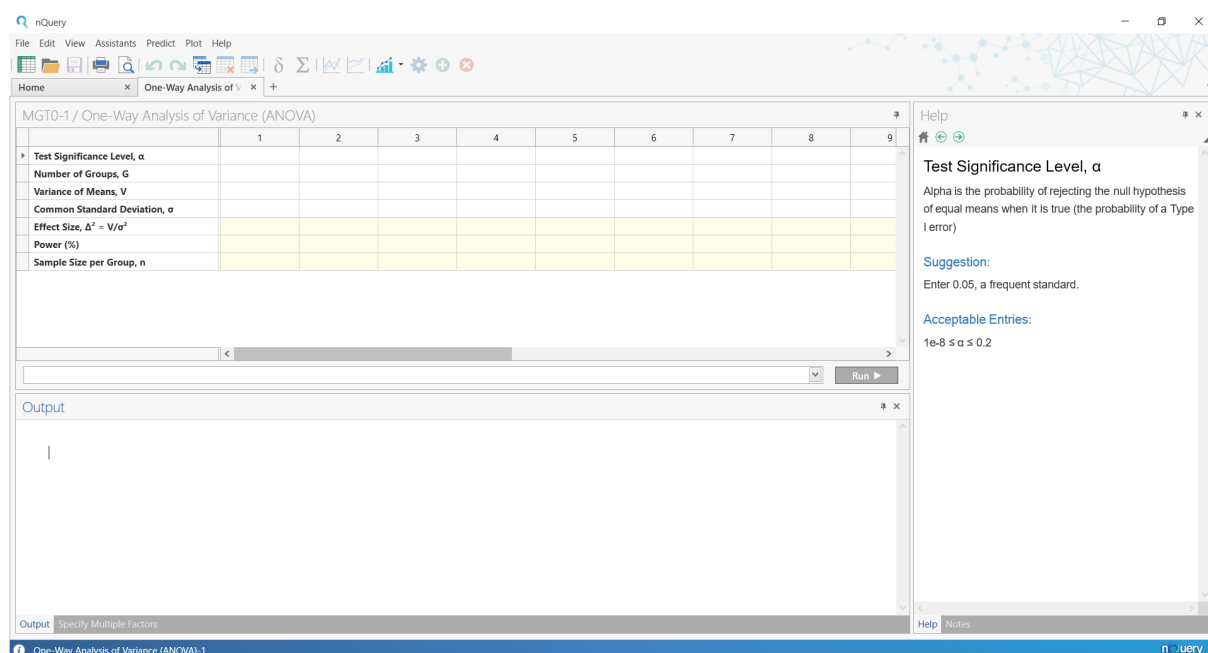 nQuery
File Edit View Assistants Predict Plot Help
δ Σ
Home × One-Way Analysis of V × +
MGT0-1 / One-Way Analysis of Variance (ANOVA)
1 2 3 4 5 6 7 8 9
Test Significance Level, α
Number of Groups, G
Variance of Means, V
Common Standard Deviation, σ
Effect Size, Δ² = V/σ²
Power (%)
Sample Size per Group, n
Run
Output
Output Specify Multiple Factors
Help
Test Significance Level, α
Alpha is the probability of rejecting the null hypothesis
of equal means when it is true (the probability of a Type
I error)
Suggestion:
Enter 0.05, a frequent standard.
Acceptable Entries:
1e-8 ≤ α ≤ 0.2
Help Notes
One-Way Analysis of Variance (ANOVA)-1
nQuery